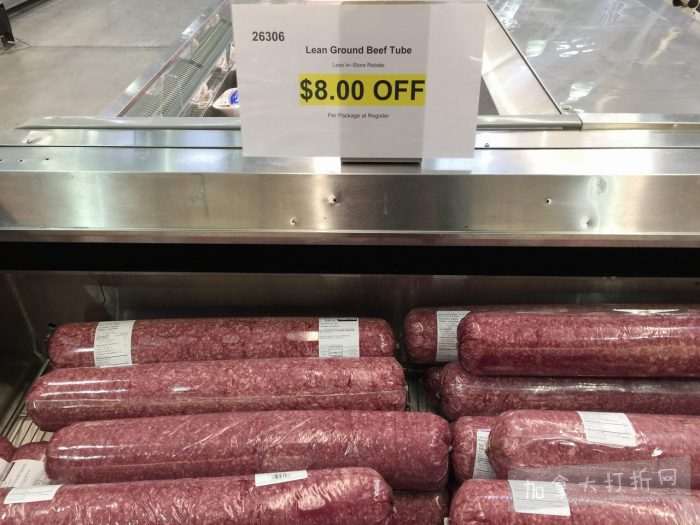 26306
Lean Ground Beef Tube
Less In-Store Rebate:
$8.00 OFF
Per Package at Register
加拿大打折网